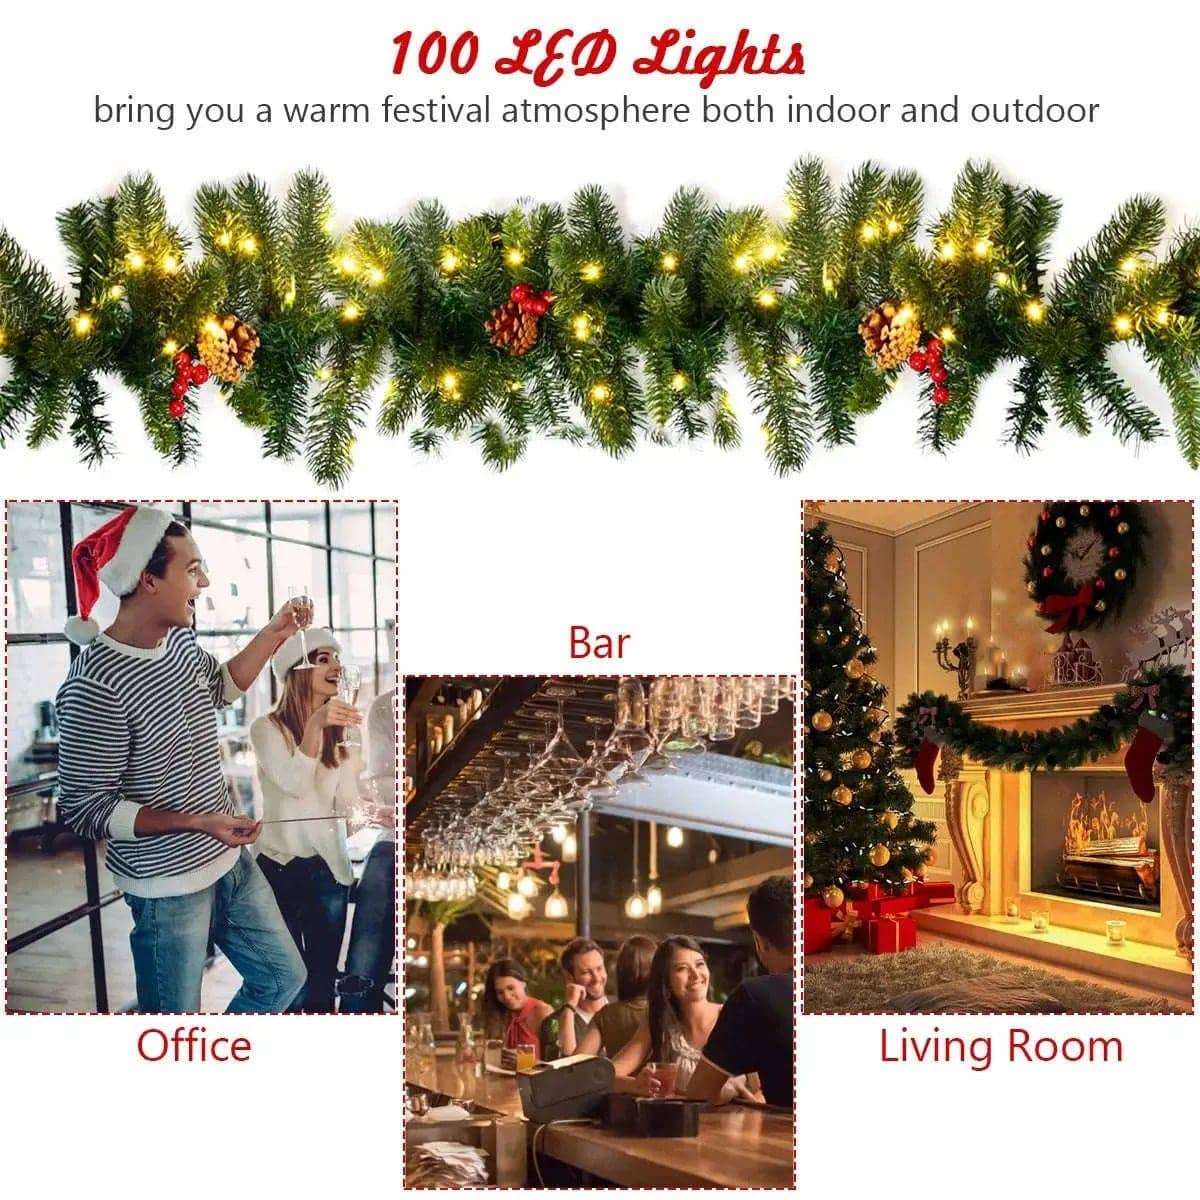 100 LED Lights
bring you a warm festival atmosphere both indoor and outdoor
Bar
Office
Living Room